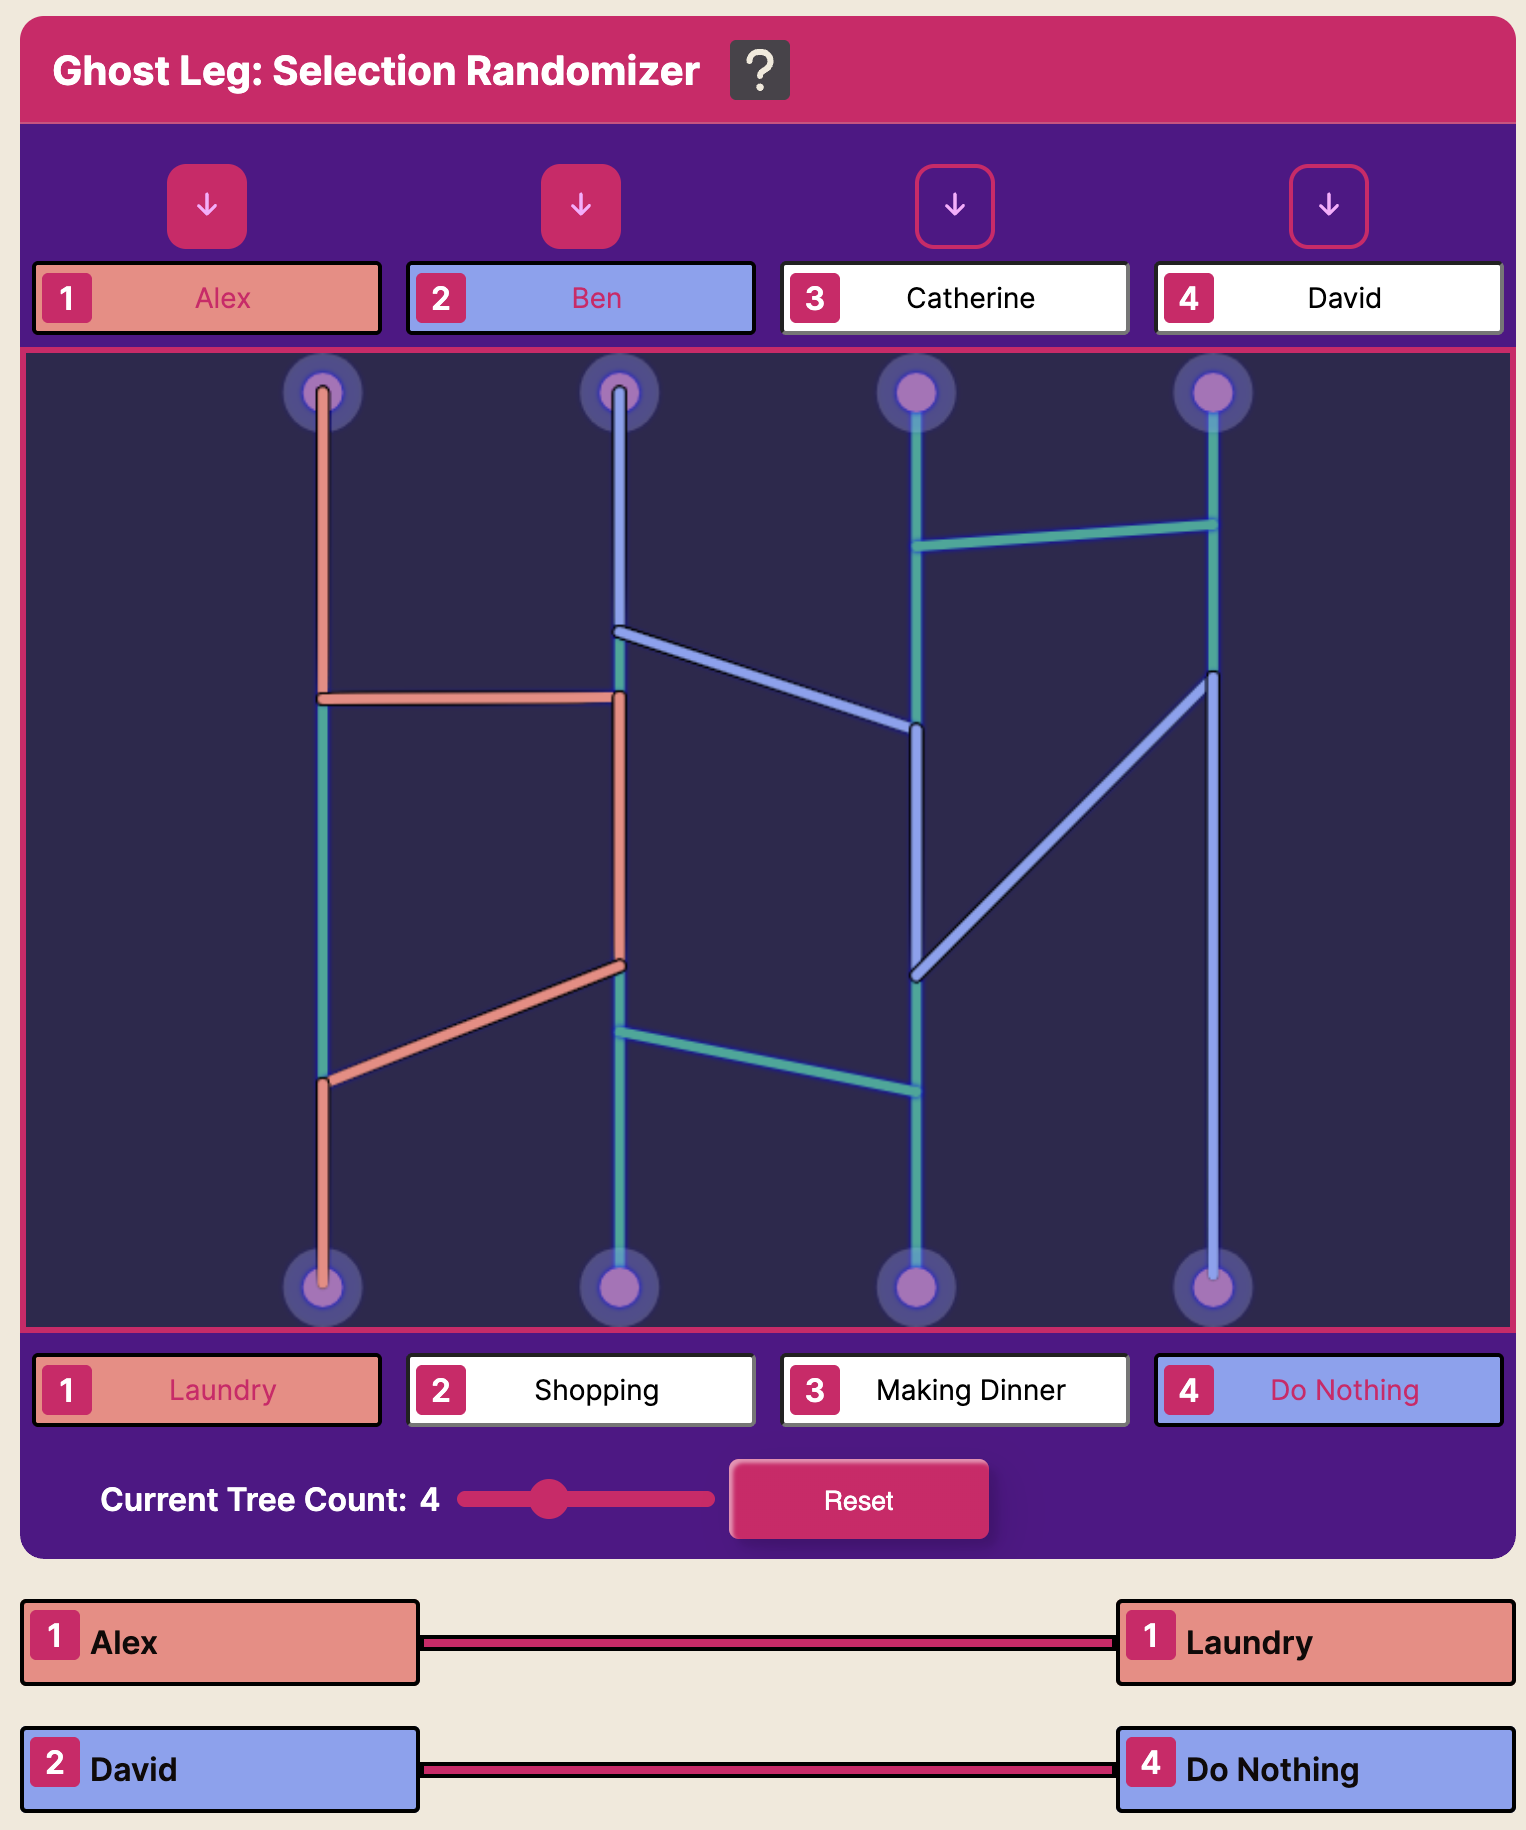 Ghost Leg: Selection Randomizer ?
1 Alex
2 Ben
3 Catherine
4 David
1 Laundry
2 Shopping
3 Making Dinner
4 Do Nothing
Current Tree Count: 4
Reset
1 Alex
1 Laundry
2 David
4 Do Nothing